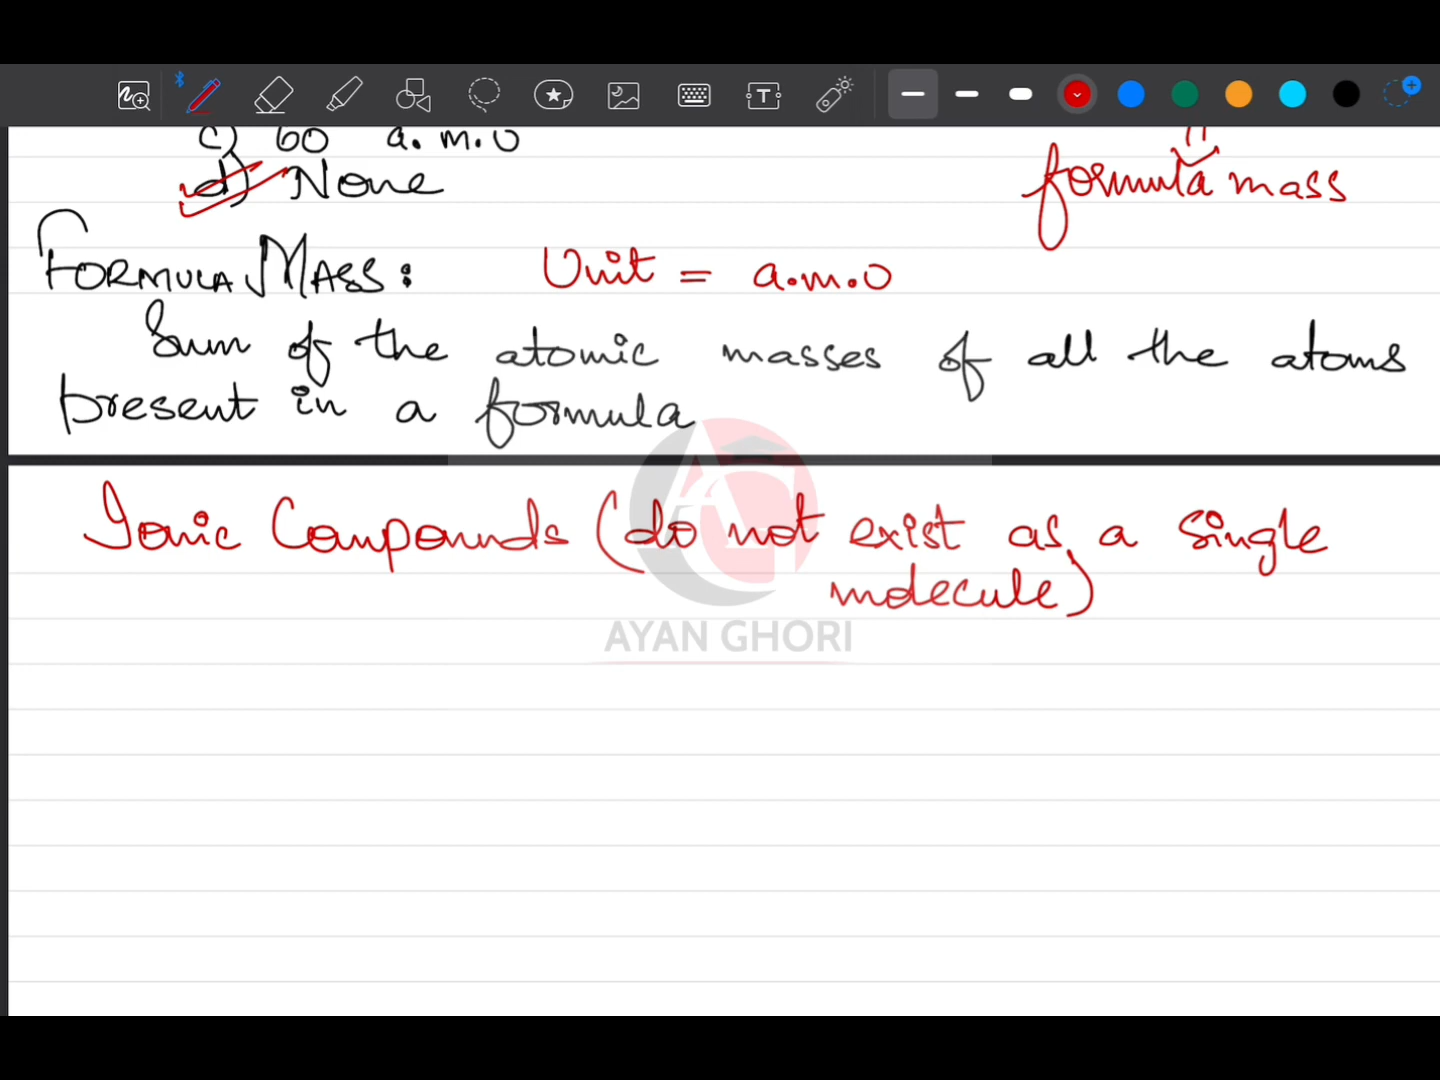 c) 60 a.m.u
d) None
formula mass
FORMULA MASS: Unit = a.m.u
Sum of the atomic masses of all the atoms
present in a formula
Ionic Compounds (do not exist as a single
molecule)
AYAN GHORI